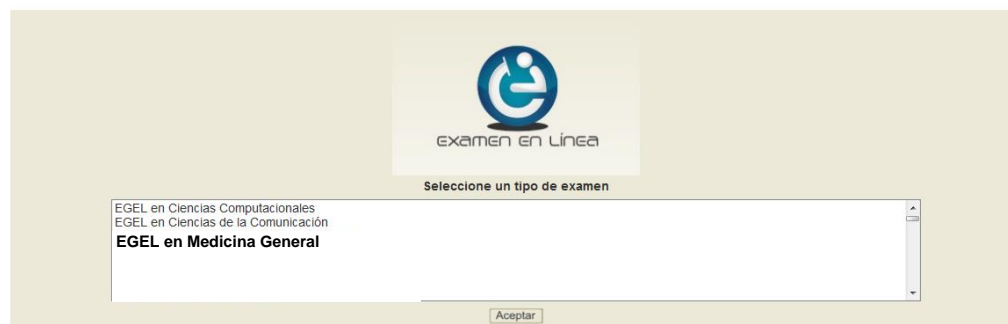 examen en línea
Seleccione un tipo de examen
EGEL en Ciencias Computacionales
EGEL en Ciencias de la Comunicación
EGEL en Medicina General
Aceptar